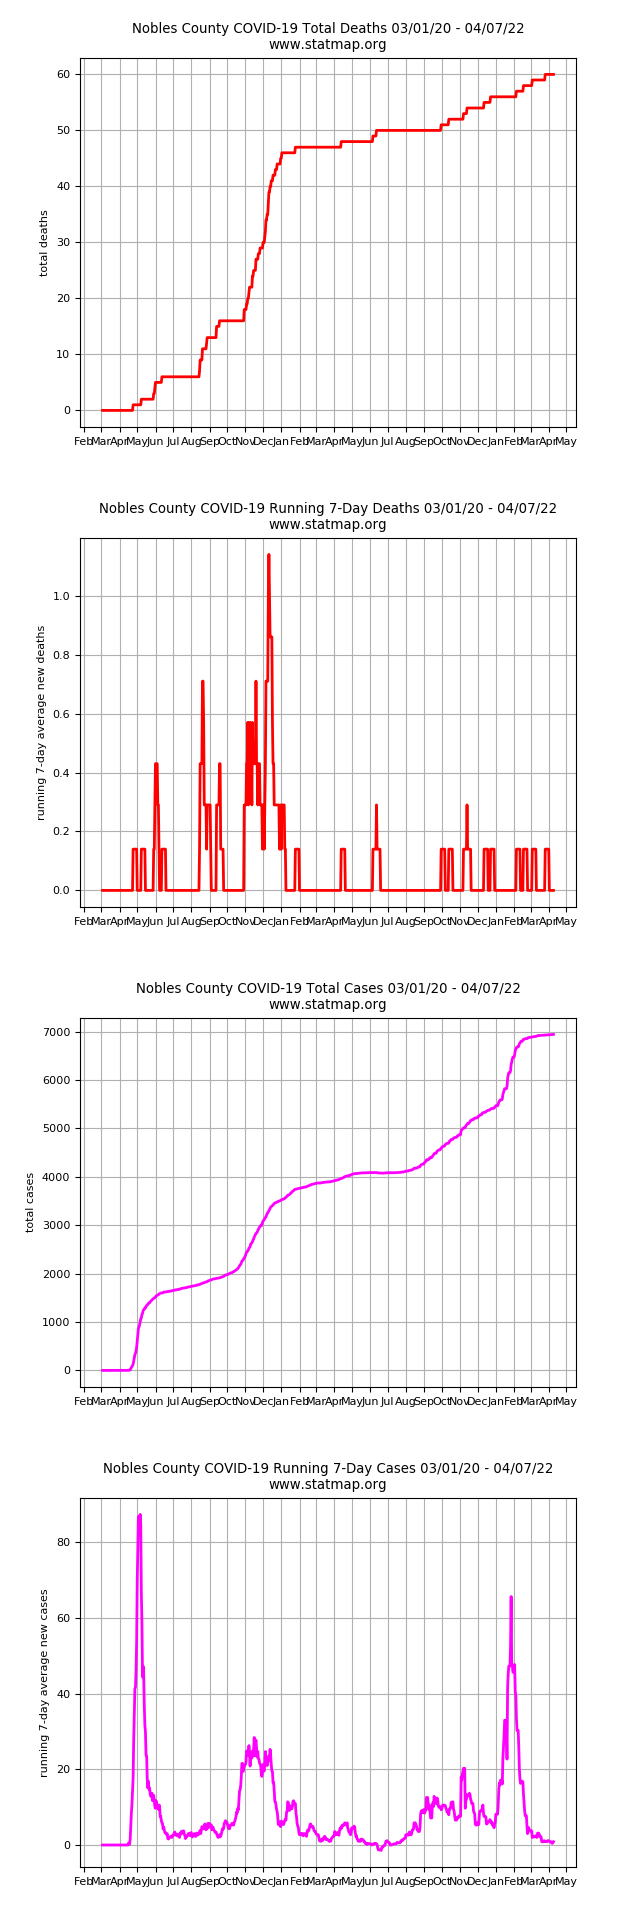 Nobles County COVID-19 Total Deaths 03/01/20 - 04/07/22
www.statmap.org
60
50
40
30
20
10
0
total deaths
Feb Mar Apr May Jun Jul Aug Sep Oct Nov Dec Jan Feb Mar Apr May Jun Jul Aug Sep Oct Nov Dec Jan Feb Mar Apr May
Nobles County COVID-19 Running 7-Day Deaths 03/01/20 - 04/07/22
www.statmap.org
1.0
0.8
0.6
0.4
0.2
0.0
running 7-day average new deaths
Feb Mar Apr May Jun Jul Aug Sep Oct Nov Dec Jan Feb Mar Apr May Jun Jul Aug Sep Oct Nov Dec Jan Feb Mar Apr May
Nobles County COVID-19 Total Cases 03/01/20 - 04/07/22
www.statmap.org
7000
6000
5000
4000
3000
2000
1000
0
total cases
Feb Mar Apr May Jun Jul Aug Sep Oct Nov Dec Jan Feb Mar Apr May Jun Jul Aug Sep Oct Nov Dec Jan Feb Mar Apr May
Nobles County COVID-19 Running 7-Day Cases 03/01/20 - 04/07/22
www.statmap.org
80
60
40
20
0
running 7-day average new cases
Feb Mar Apr May Jun Jul Aug Sep Oct Nov Dec Jan Feb Mar Apr May Jun Jul Aug Sep Oct Nov Dec Jan Feb Mar Apr May